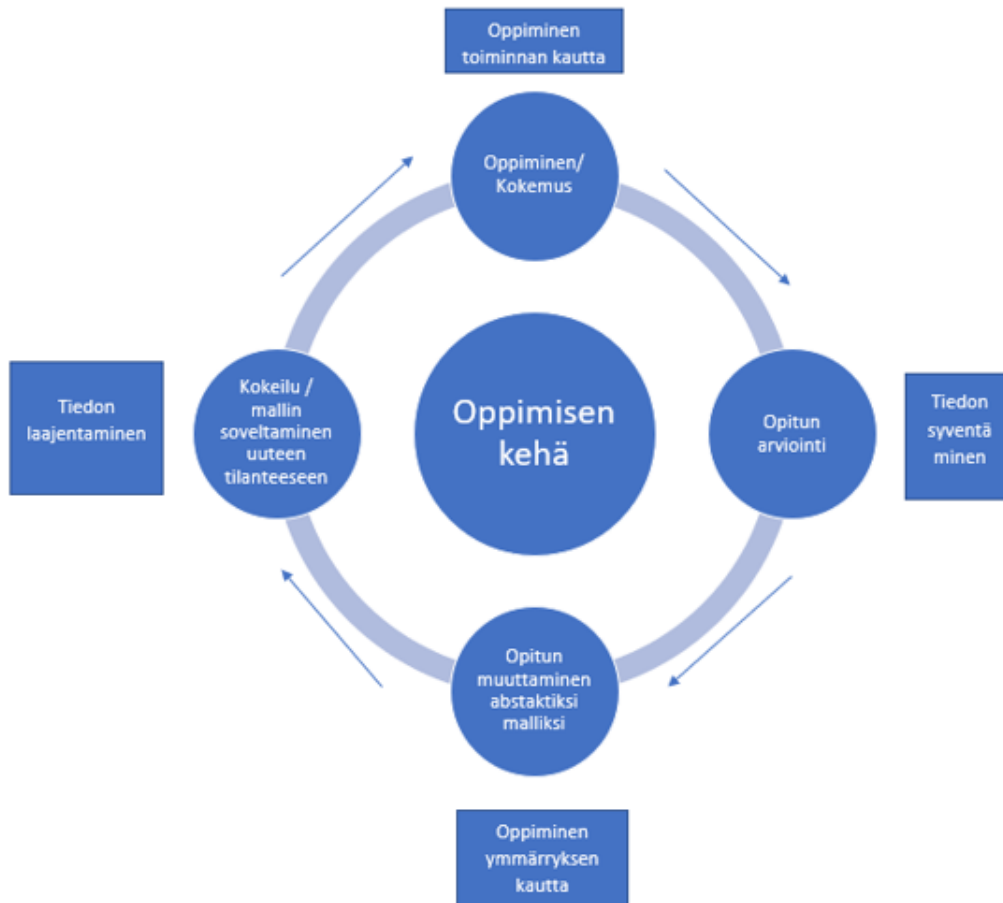 Oppiminen
toiminnan kautta
Oppiminen/
Kokemus
Tiedon
laajentaminen
Kokeilu /
mallin
soveltaminen
uuteen
tilanteeseen
Oppimisen
kehä
Opitun
arviointi
Tiedon
syventä
minen
Opitun
muuttaminen
abstaktiksi
malliksi
Oppiminen
ymmärryksen
kautta